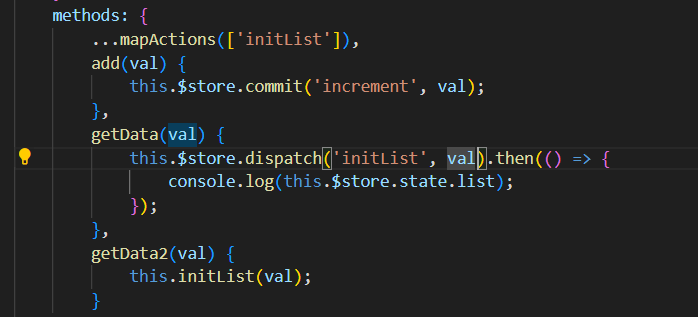 methods: {
    ...mapActions(['initList']),
    add(val) {
        this.$store.commit('increment', val);
    },
    getData(val) {
        this.$store.dispatch('initList', val).then(() => {
            console.log(this.$store.state.list);
        });
    },
    getData2(val) {
        this.initList(val);
    }